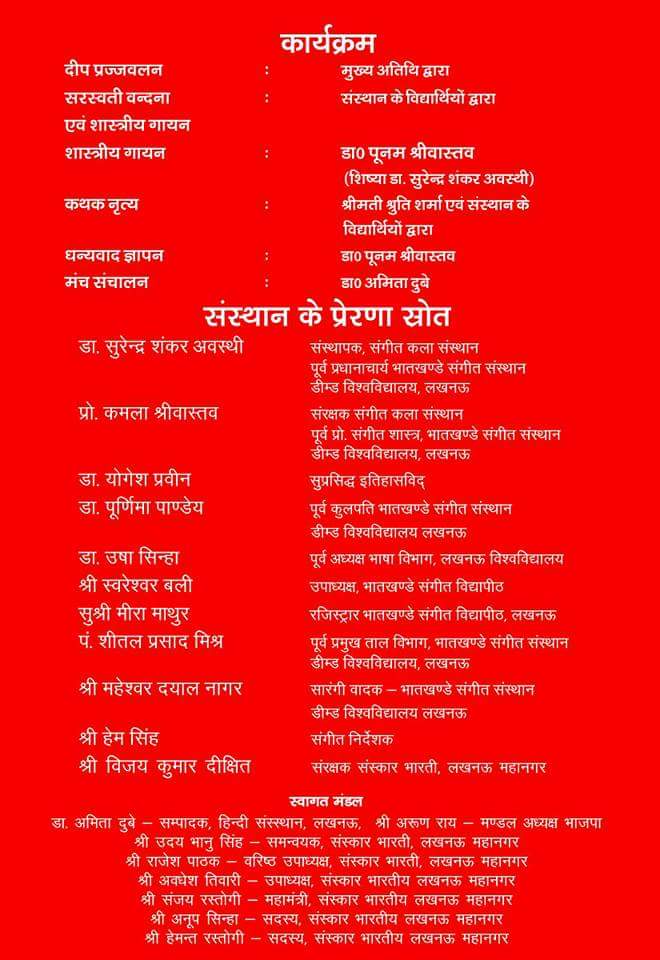 कार्यक्रम
दीप प्रज्जवलन : मुख्य अतिथि द्वारा
सरस्वती वन्दना : संस्थान के विद्यार्थियों द्वारा
एवं शास्त्रीय गायन
शास्त्रीय गायन : डा0 पूनम श्रीवास्तव
(शिष्या डा. सुरेन्द्र शंकर अवस्थी)
कथक नृत्य : श्रीमती श्रुति शर्मा एवं संस्थान के
विद्यार्थियों द्वारा
धन्यवाद ज्ञापन : डा0 पूनम श्रीवास्तव
मंच संचालन : डा0 अमिता दुबे
संस्थान के प्रेरणा स्रोत
डा. सुरेन्द्र शंकर अवस्थी संस्थापक, संगीत कला संस्थान
पूर्व प्रधानाचार्य भातखण्डे संगीत संस्थान
डीम्ड विश्वविद्यालय, लखनऊ
प्रो. कमला श्रीवास्तव संरक्षक संगीत कला संस्थान
पूर्व प्रो. संगीत शास्त्र, भातखण्डे संगीत संस्थान
डीम्ड विश्वविद्यालय, लखनऊ
डा. योगेश प्रवीन सुप्रसिद्ध इतिहासविद्
डा. पूर्णिमा पाण्डेय पूर्व कुलपति भातखण्डे संगीत संस्थान
डीम्ड विश्वविद्यालय लखनऊ
डा. उषा सिन्हा पूर्व अध्यक्ष भाषा विभाग, लखनऊ विश्वविद्यालय
श्री स्वरेश्वर बली उपाध्यक्ष, भातखण्डे संगीत विद्यापीठ
सुश्री मीरा माथुर रजिस्ट्रार भातखण्डे संगीत विद्यापीठ, लखनऊ
पं. शीतल प्रसाद मिश्र पूर्व प्रमुख ताल विभाग, भातखण्डे संगीत संस्थान
डीम्ड विश्वविद्यालय, लखनऊ
श्री महेश्वर दयाल नागर सारंगी वादक – भातखण्डे संगीत संस्थान
डीम्ड विश्वविद्यालय लखनऊ
श्री हेम सिंह संगीत निर्देशक
श्री विजय कुमार दीक्षित संरक्षक संस्कार भारती, लखनऊ महानगर
स्वागत मंडल
डा. अमिता दुबे – सम्पादक, हिन्दी संस्स्थान, लखनऊ, श्री अरूण राय – मण्डल अध्यक्ष भाजपा
श्री उदय भानु सिंह – समन्वयक, संस्कार भारती, लखनऊ महानगर
श्री राजेश पाठक – वरिष्ठ उपाध्यक्ष, संस्कार भारती, लखनऊ महानगर
श्री अवधेश तिवारी – उपाध्यक्ष, संस्कार भारतीय लखनऊ महानगर
श्री संजय रस्तोगी – महामंत्री, संस्कार भारतीय लखनऊ महानगर
श्री अनूप सिन्हा – सदस्य, संस्कार भारतीय लखनऊ महानगर
श्री हेमन्त रस्तोगी – सदस्य, संस्कार भारतीय लखनऊ महानगर